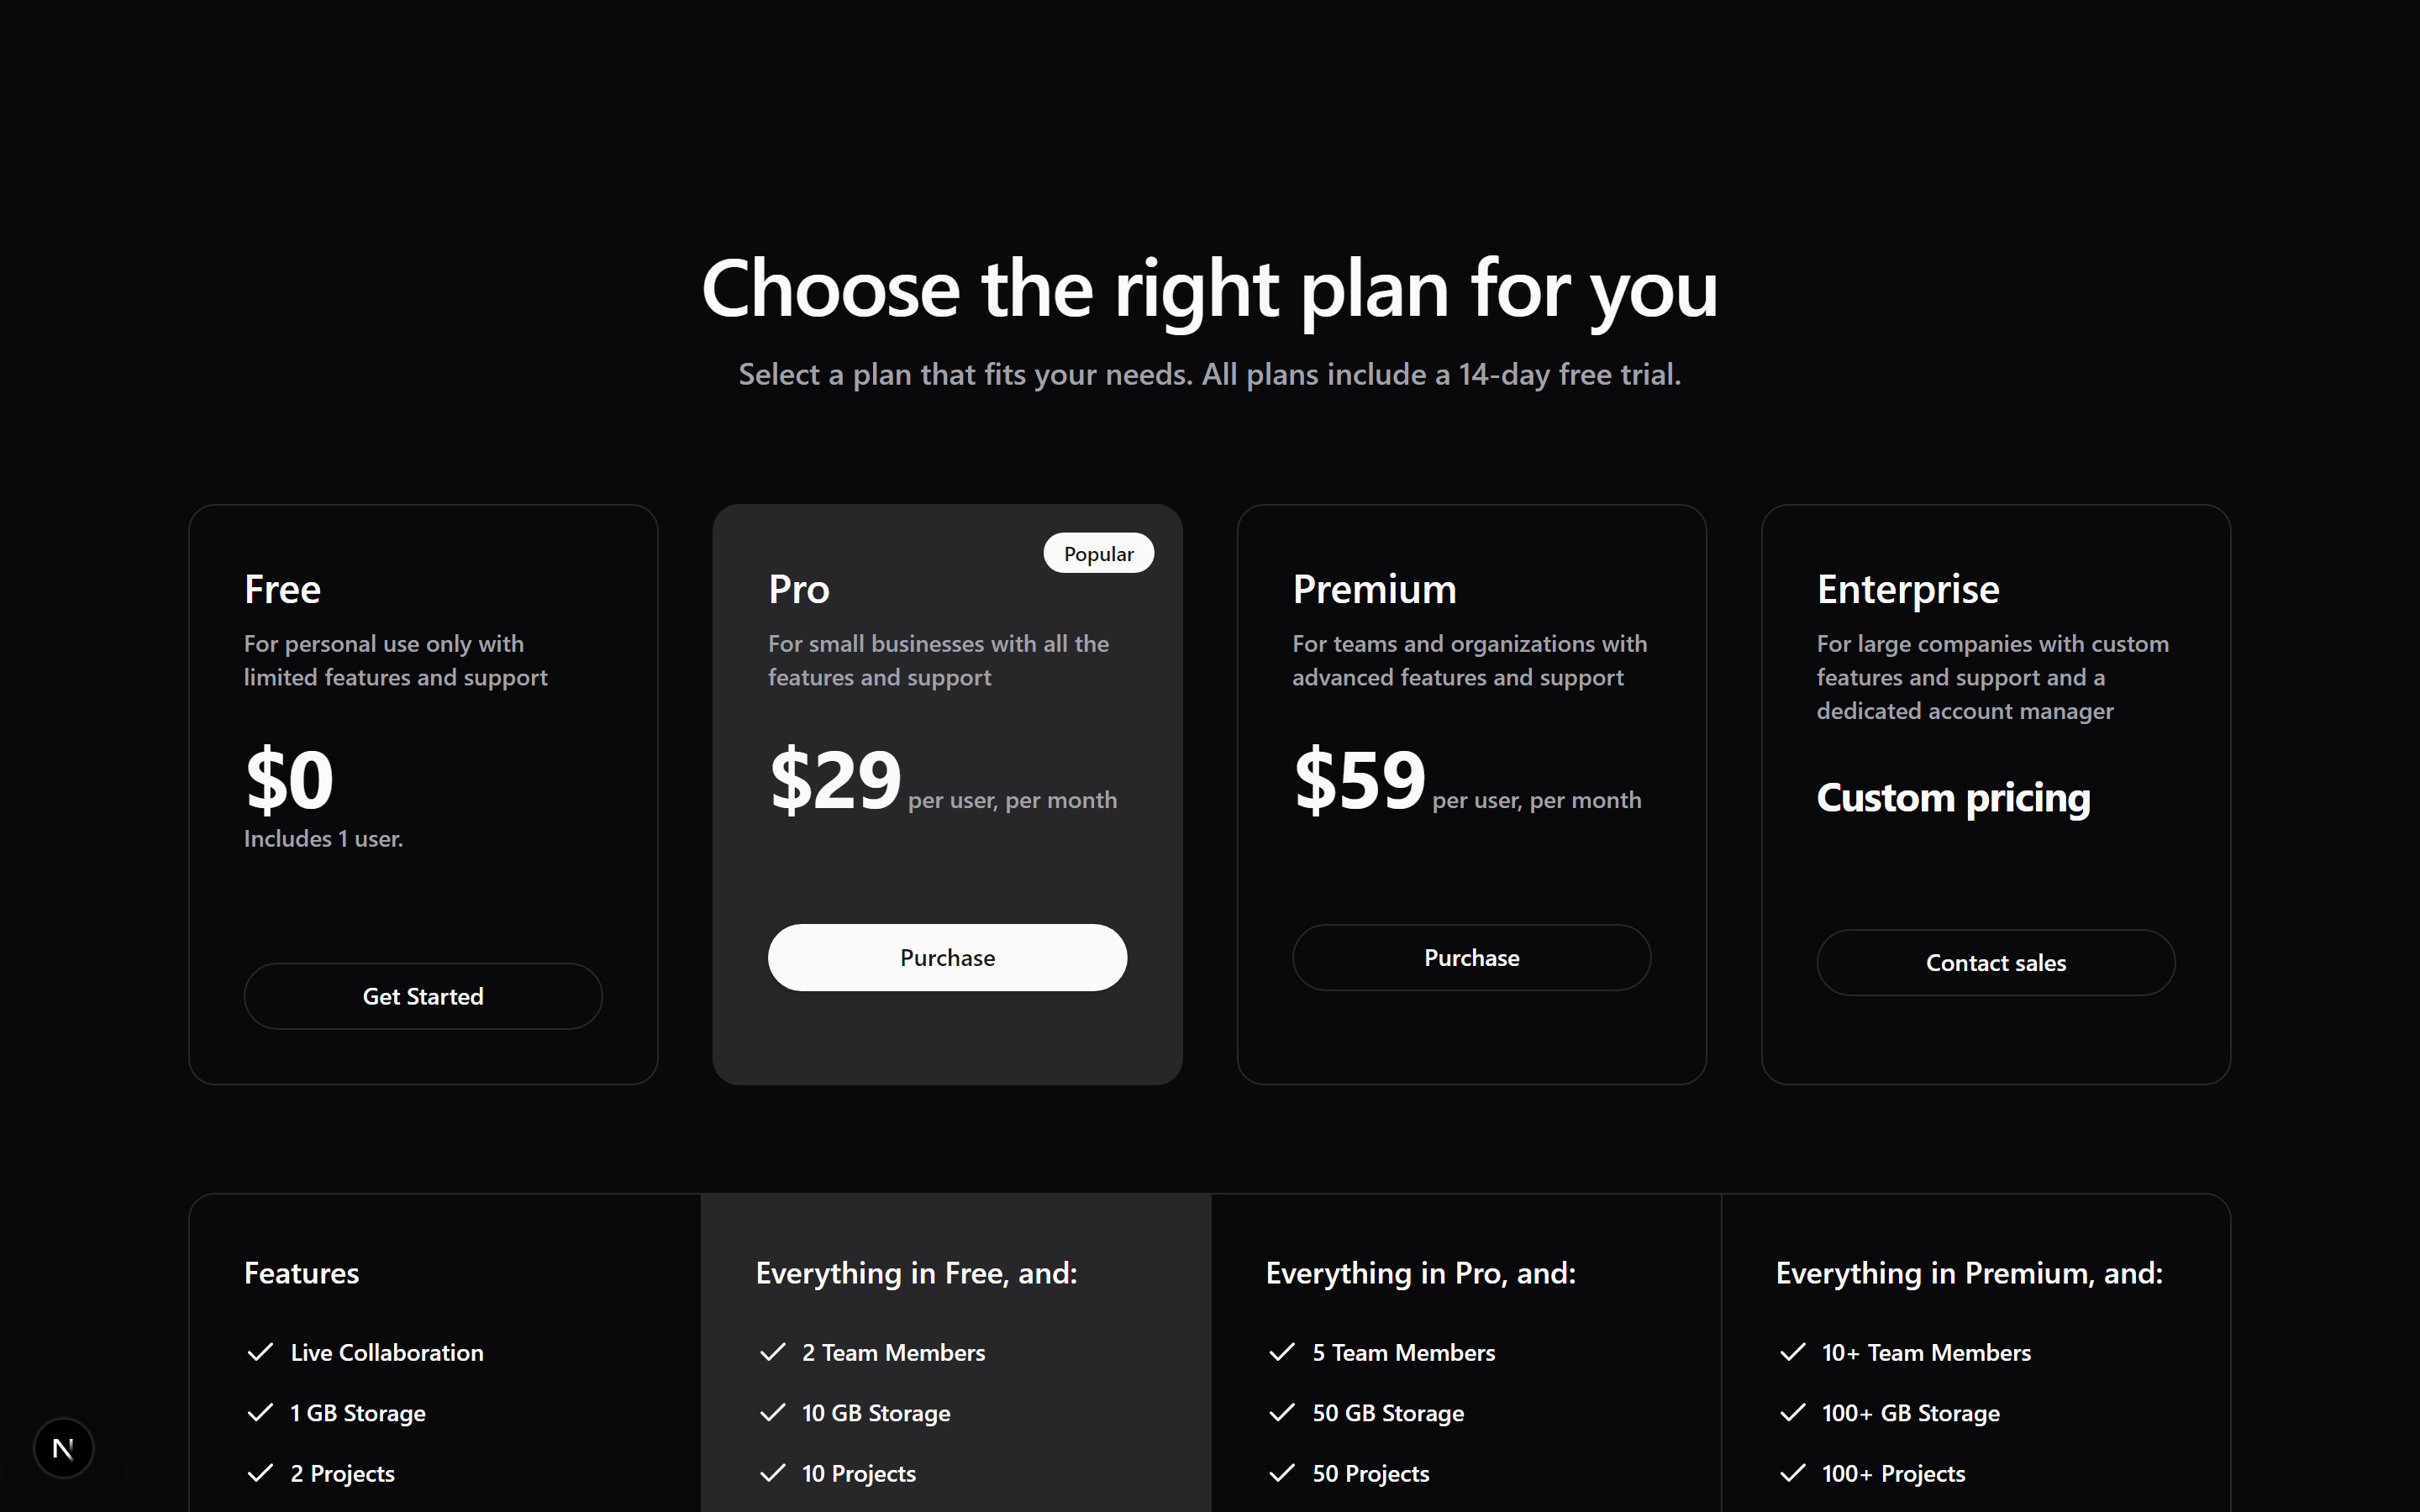 Choose the right plan for you
Select a plan that fits your needs. All plans include a 14-day free trial.
Free
For personal use only with
limited features and support
$0
Includes 1 user.
Get Started
Popular
Pro
For small businesses with all the
features and support
$29 per user, per month
Purchase
Premium
For teams and organizations with
advanced features and support
$59 per user, per month
Purchase
Enterprise
For large companies with custom
features and support and a
dedicated account manager
Custom pricing
Contact sales
Features
Live Collaboration
1 GB Storage
2 Projects
Everything in Free, and:
2 Team Members
10 GB Storage
10 Projects
Everything in Pro, and:
5 Team Members
50 GB Storage
50 Projects
Everything in Premium, and:
10+ Team Members
100+ GB Storage
100+ Projects
N